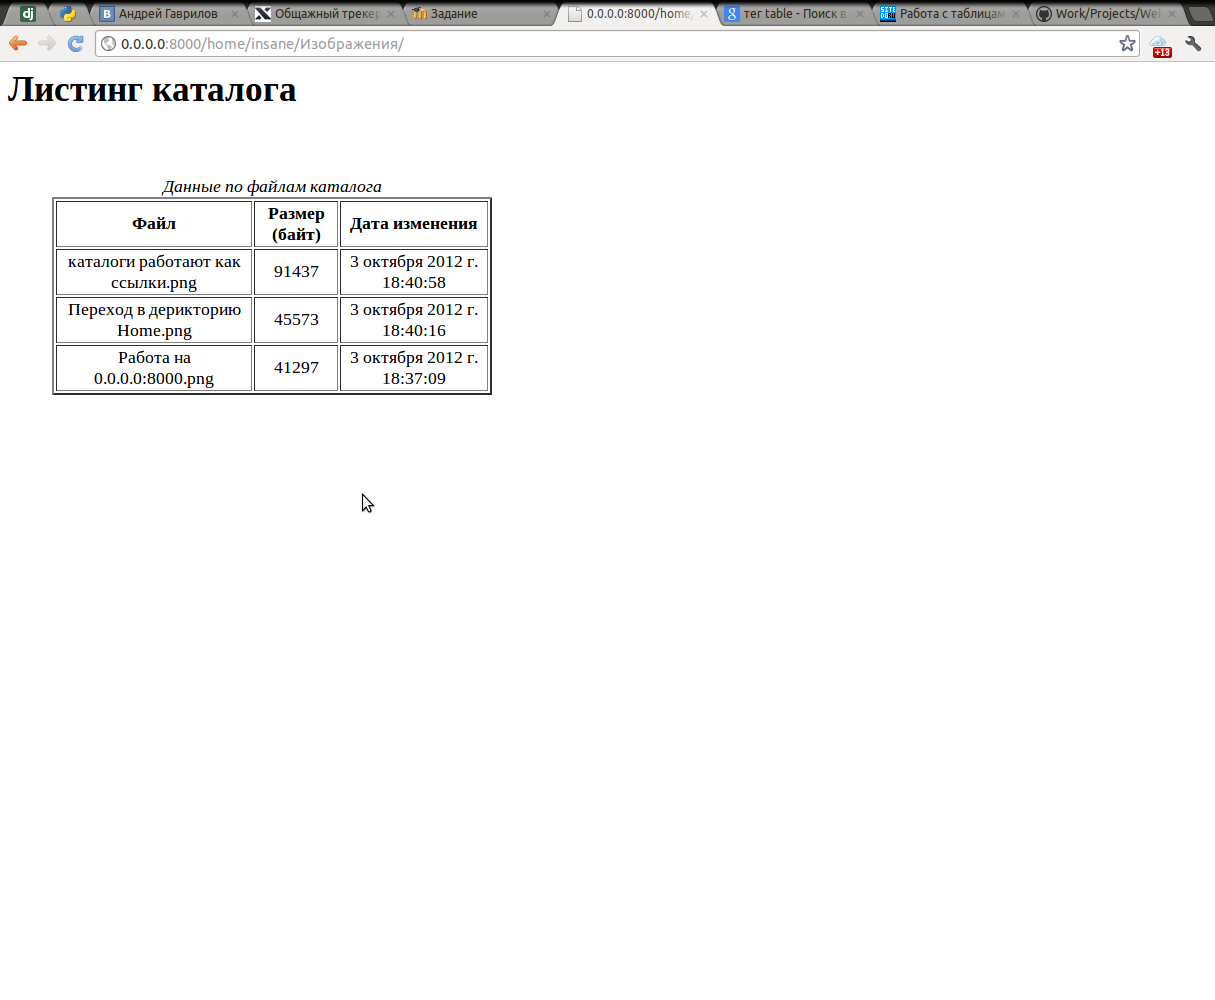 dj
В Андрей Гаврилов
Общажный трекер
Задание
0.0.0.0:8000/home/
тег table - Поиск в
Работа с таблицам
Work/Projects/Wel
0.0.0.0:8000/home/insane/Изображения/
+13
Листинг каталога
Данные по файлам каталога
Файл
Размер
(байт)
Дата изменения
каталоги работают как
ссылки.png
91437
3 октября 2012 г.
18:40:58
Переход в дерикторию
Home.png
45573
3 октября 2012 г.
18:40:16
Работа на
0.0.0.0:8000.png
41297
3 октября 2012 г.
18:37:09